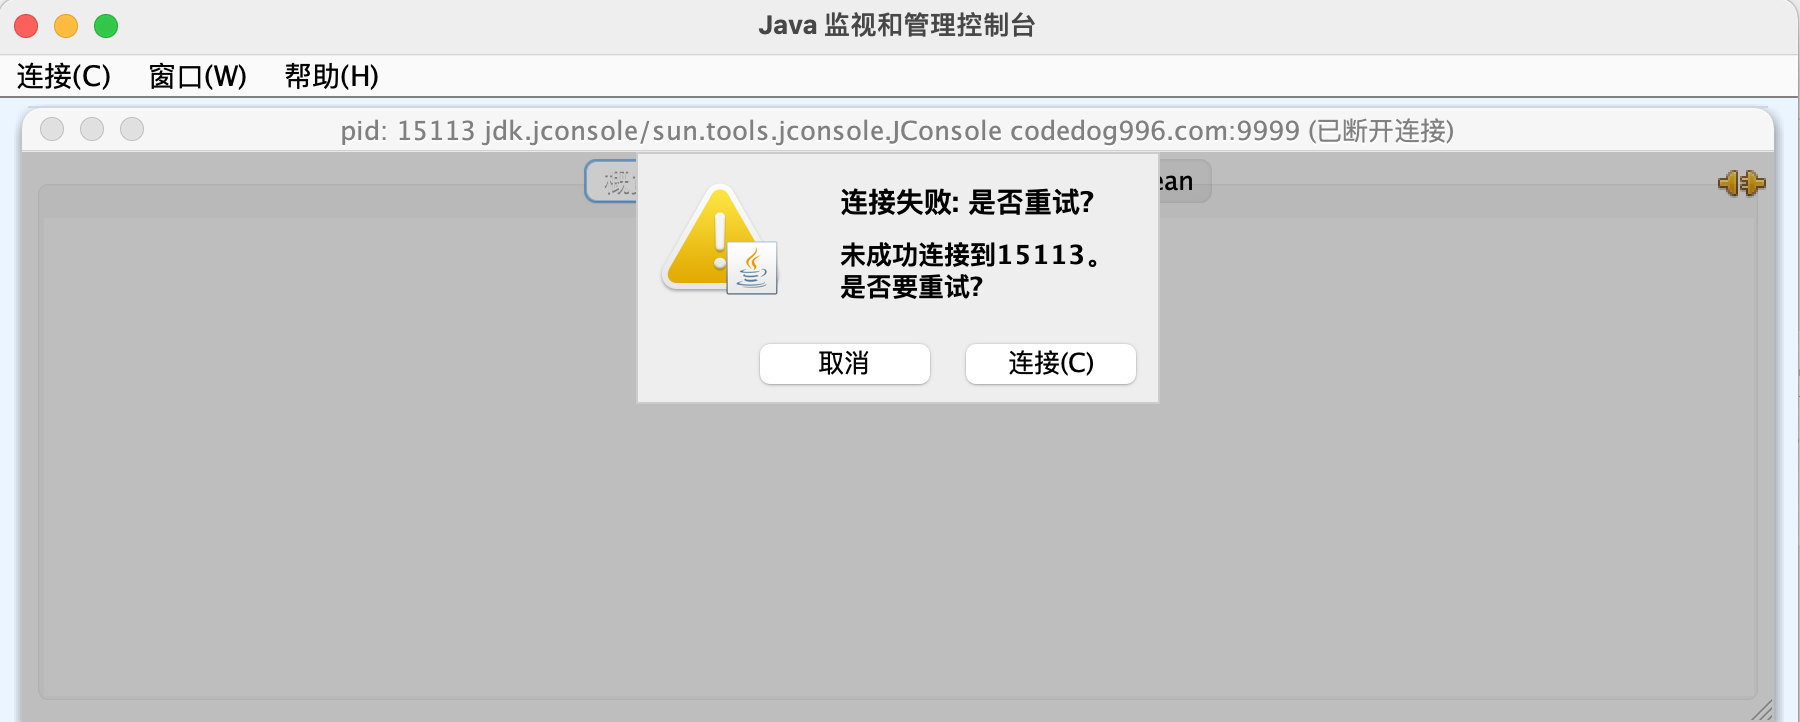 Java 监视和管理控制台
连接(C) 窗口(W) 帮助(H)
pid: 15113 jdk.jconsole/sun.tools.jconsole.JConsole codedog996.com:9999 (已断开连接)
概
ean
连接失败: 是否重试?
未成功连接到15113。
是否要重试?
取消 连接(C)